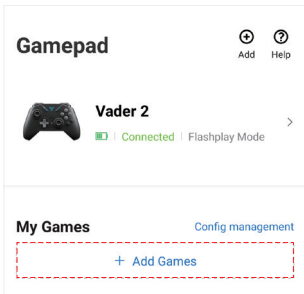 Gamepad
Add Help
Vader 2
Connected Flashplay Mode
My Games Config management
+ Add Games